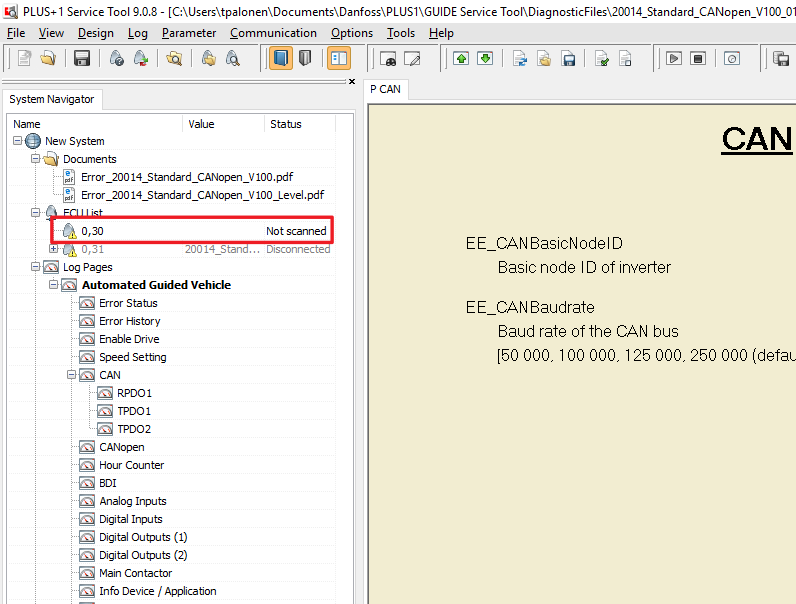 PLUS+1 Service Tool 9.0.8 - [C:\Users\tpalonen\Documents\Danfoss\PLUS1\GUIDE Service Tool\DiagnosticFiles\20014_Standard_CANopen_V100_01
File View Design Log Parameter Communication Options Tools Help
System Navigator
P CAN
Name Value Status
New System
Documents
Error_20014_Standard_CANopen_V100.pdf
Error_20014_Standard_CANopen_V100_Level.pdf
ECU List
0,30 Not scanned
0,31 20014_Stand... Disconnected
Log Pages
Automated Guided Vehicle
Error Status
Error History
Enable Drive
Speed Setting
CAN
RPDO1
TPDO1
TPDO2
CANopen
Hour Counter
BDI
Analog Inputs
Digital Inputs
Digital Outputs (1)
Digital Outputs (2)
Main Contactor
Info Device / Application
CAN
EE_CANBasicNodeID
Basic node ID of inverter
EE_CANBaudrate
Baud rate of the CAN bus
[50 000, 100 000, 125 000, 250 000 (defau